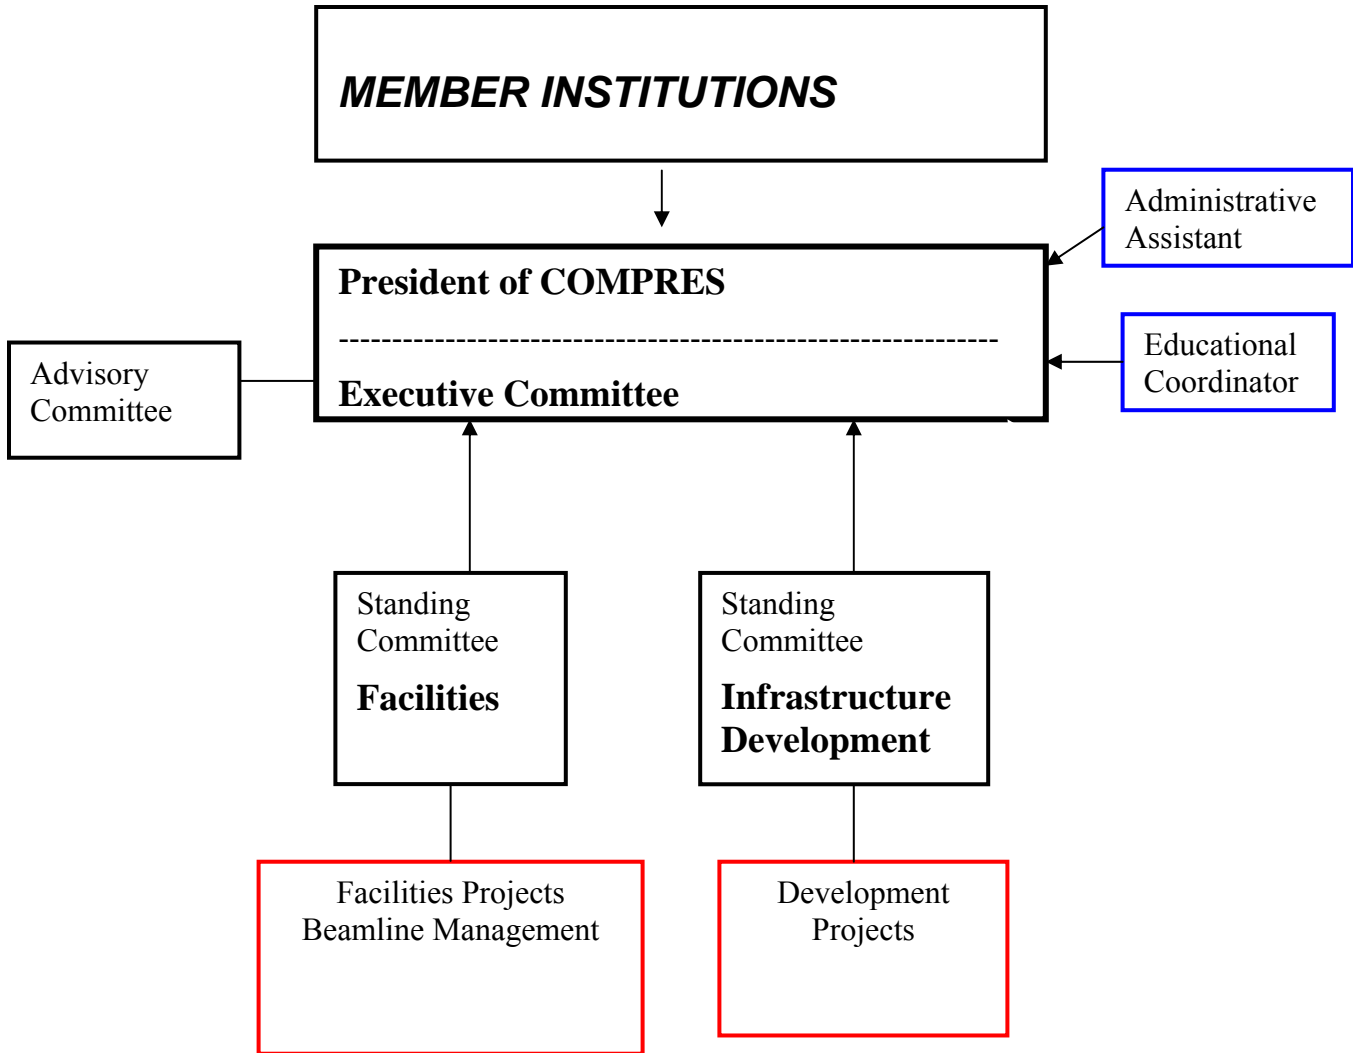 MEMBER INSTITUTIONS
Administrative
Assistant
President of COMPRES
--------------------------------------------------------------
Executive Committee
Educational
Coordinator
Advisory
Committee
Standing
Committee
Facilities
Standing
Committee
Infrastructure
Development
Facilities Projects
Beamline Management
Development
Projects